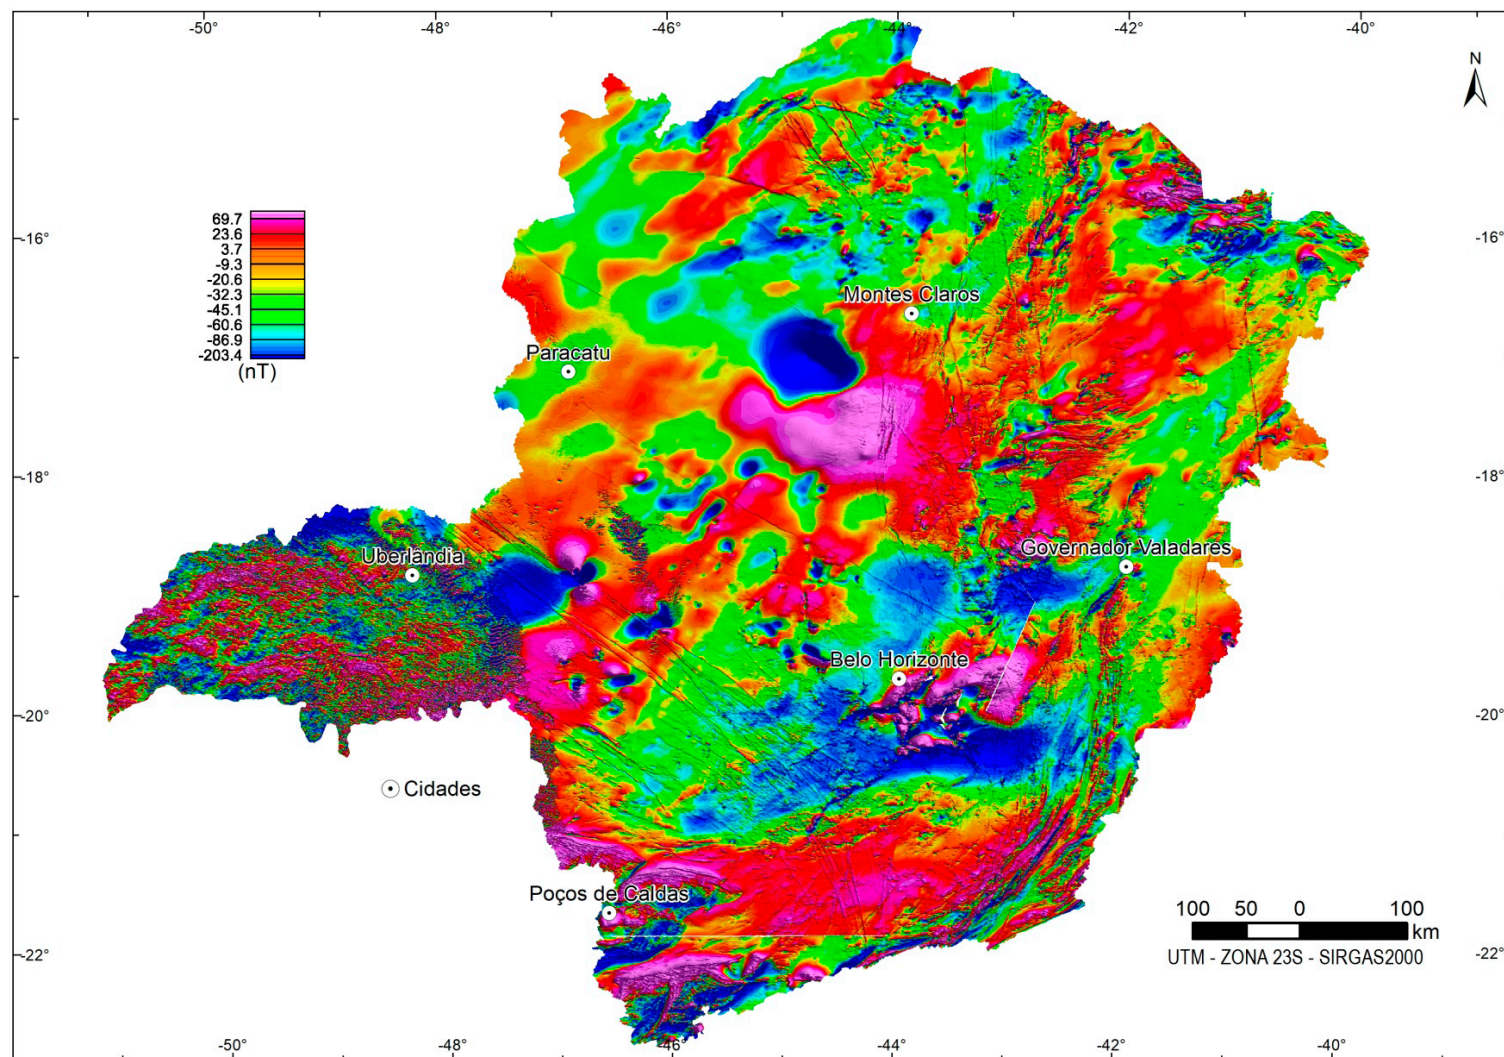 -50° -48° -46° -44° -42° -40°
N
69.7
23.6
3.7
-9.3
-20.6
-32.3
-45.1
-60.6
-86.9
-203.4
(nT)
-16° -16°
Montes Claros
Paracatu
-18° -18°
Uberlândia
Governador Valadares
Belo Horizonte
-20° -20°
Cidades
Poços de Caldas
100 50 0 100
km
UTM - ZONA 23S - SIRGAS2000
-22° -22°
-50° -48° -46° -44° -42° -40°